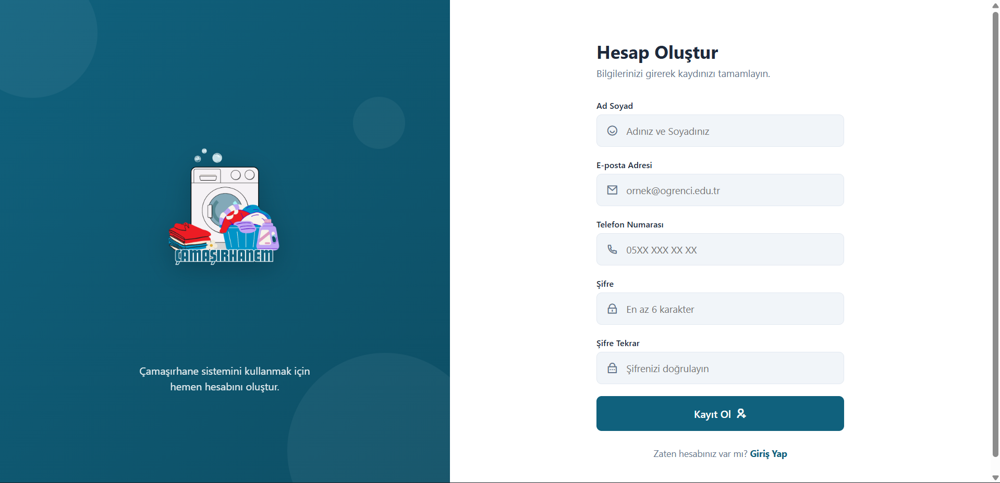 ÇAMAŞIRHANEM
Çamaşırhane sistemini kullanmak için
hemen hesabını oluştur.
Hesap Oluştur
Bilgilerinizi girerek kaydınızı tamamlayın.
Ad Soyad
Adınız ve Soyadınız
E-posta Adresi
ornek@ogrenci.edu.tr
Telefon Numarası
05XX XXX XX XX
Şifre
En az 6 karakter
Şifre Tekrar
Şifrenizi doğrulayın
Kayıt Ol
Zaten hesabınız var mı? Giriş Yap